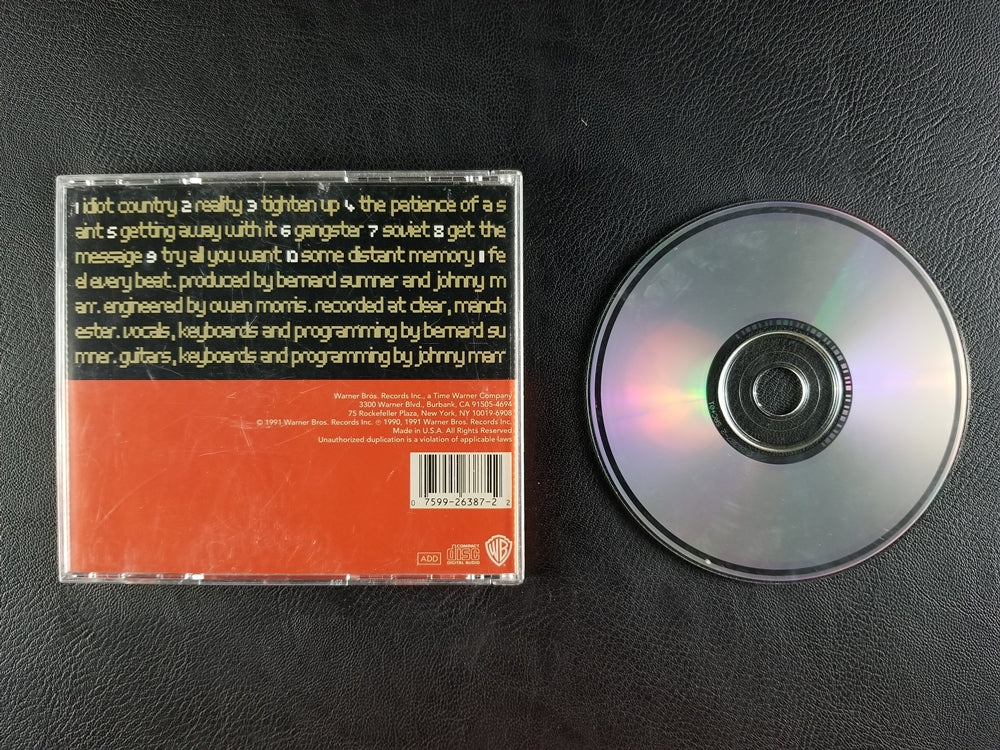 1 idiot country 2 reality 3 tighten up 4 the patience of a s
aint 5 getting away with it 6 gangster 7 soviet 8 get the
message 9 try all you want 10 some distant memory 11 fe
el every beat. produced by bernard sumner and johnny m
arr. engineered by owen morris. recorded at clear, manch
ester. vocals, keyboards and programming by bernard su
mner. guitars, keyboards and programming by johnny marr
Warner Bros. Records Inc., a Time Warner Company
3300 Warner Blvd., Burbank, CA 91505-4694
75 Rockefeller Plaza, New York, NY 10019-6908
© 1991 Warner Bros. Records Inc. ℗ 1990, 1991 Warner Bros. Records Inc.
Made in U.S.A. All Rights Reserved
Unauthorized duplication is a violation of applicable laws
0 7599-26387-2 2
ADD
COMPACT
disc
DIGITAL AUDIO
WB